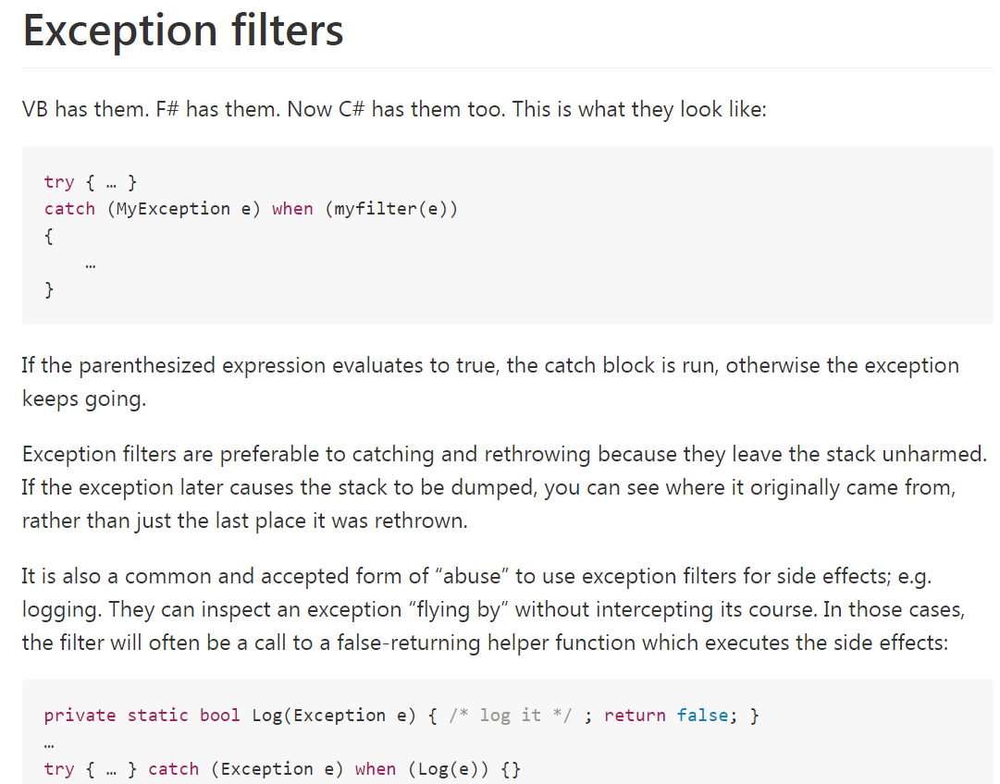 Exception filters
VB has them. F# has them. Now C# has them too. This is what they look like:
try { … }
catch (MyException e) when (myfilter(e))
{
    …
}
If the parenthesized expression evaluates to true, the catch block is run, otherwise the exception
keeps going.
Exception filters are preferable to catching and rethrowing because they leave the stack unharmed.
If the exception later causes the stack to be dumped, you can see where it originally came from,
rather than just the last place it was rethrown.
It is also a common and accepted form of “abuse” to use exception filters for side effects; e.g.
logging. They can inspect an exception “flying by” without intercepting its course. In those cases,
the filter will often be a call to a false-returning helper function which executes the side effects:
private static bool Log(Exception e) { /* log it */ ; return false; }
…
try { … } catch (Exception e) when (Log(e)) {}